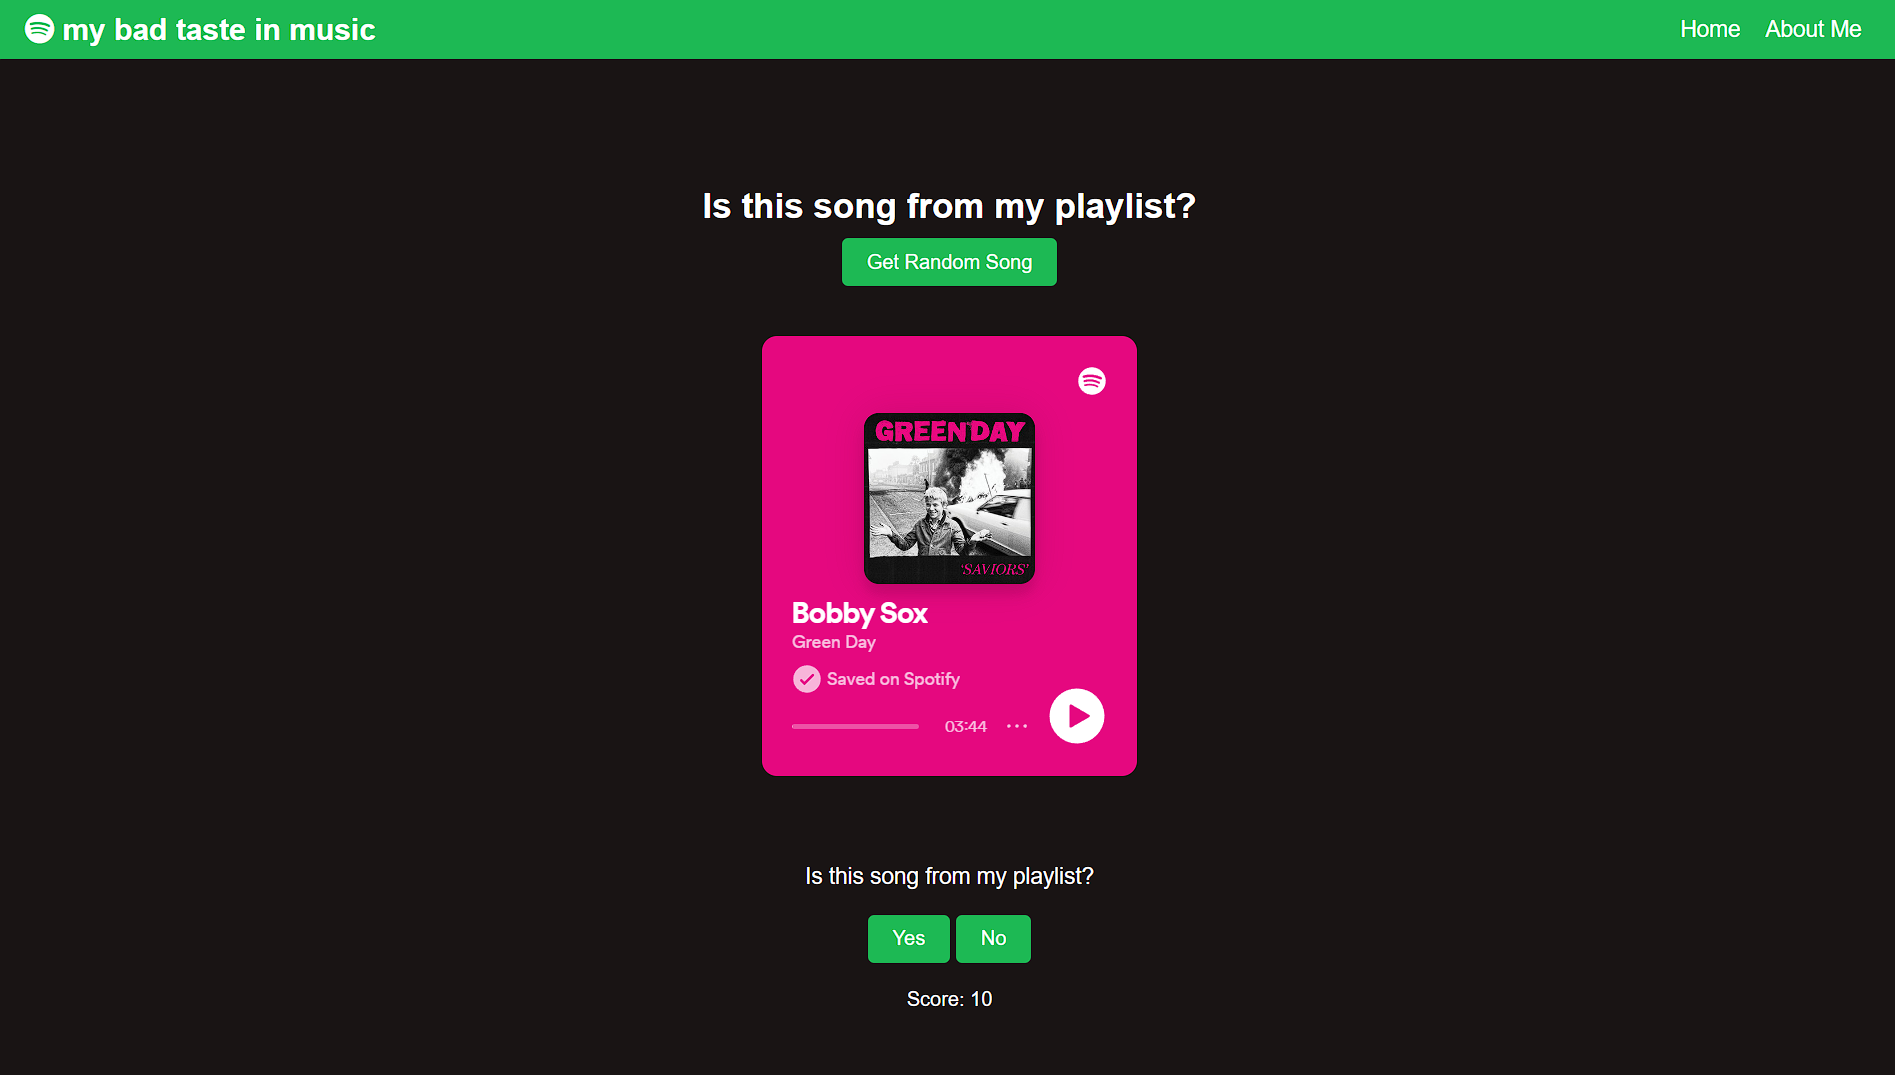 my bad taste in music
Home
About Me
Is this song from my playlist?
Get Random Song
GREEN DAY
'SAVIORS'
Bobby Sox
Green Day
Saved on Spotify
03:44
Is this song from my playlist?
Yes
No
Score: 10